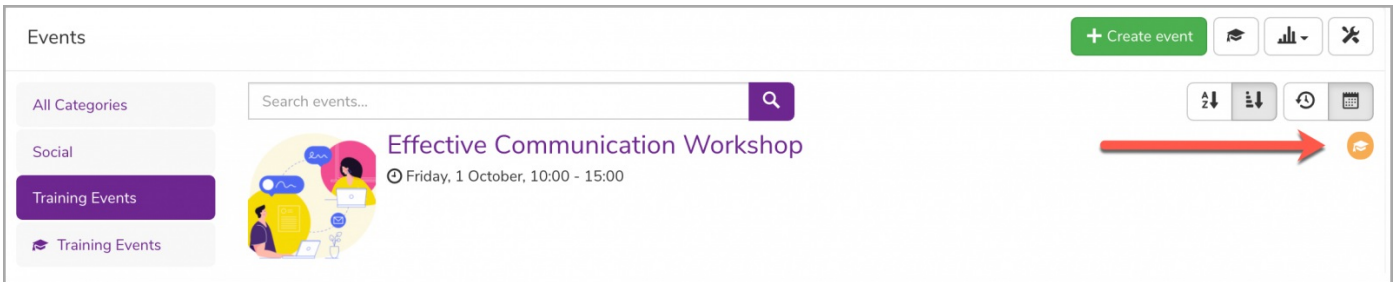 Events
Create event
All Categories
Social
Training Events
Training Events
Search events...
Effective Communication Workshop
Friday, 1 October, 10:00 - 15:00